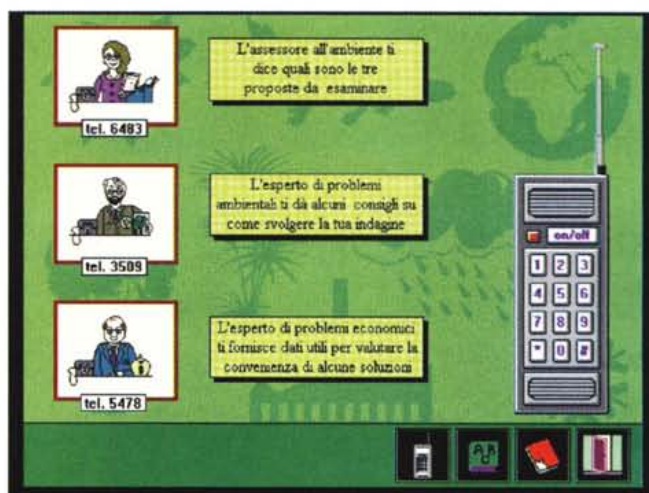 L'assessore all'ambiente ti
dice quali sono le tre
proposte da esaminare
tel. 6483
L'esperto di problemi
ambientali ti dà alcuni consigli su
come svolgere la tua indagine
tel. 3509
L'esperto di problemi economici
ti fornisce dati utili per valutare la
convenienza di alcune soluzioni
tel. 5478
on/off
1 2 3
4 5 6
7 8 9
* 0 #